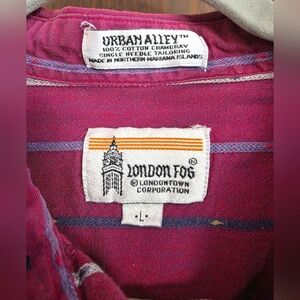 URBAN ALLEY™
100% COTTON CHAMBRAY
SINGLE NEEDLE TAILORING
MADE IN NORTHERN MARIANA ISLANDS
LONDON FOG®
© LONDONTOWN
CORPORATION
·L·